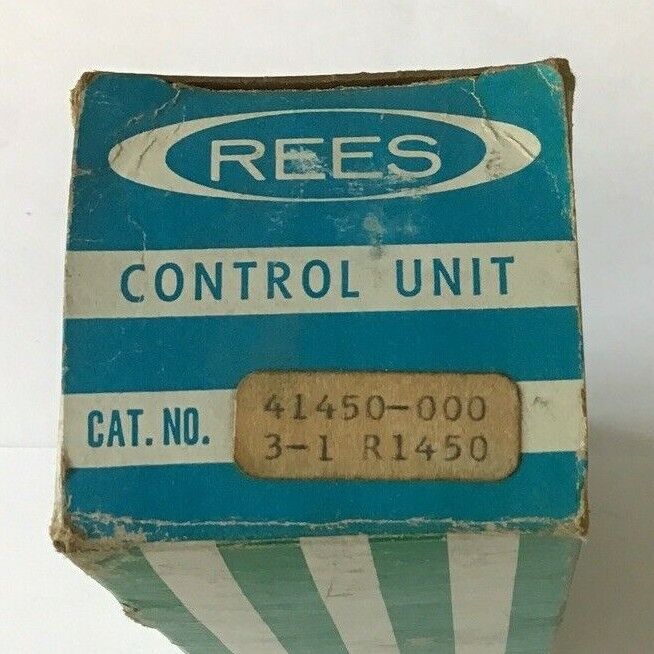 REES
CONTROL UNIT
CAT. NO.
41450-000
3-1 R1450